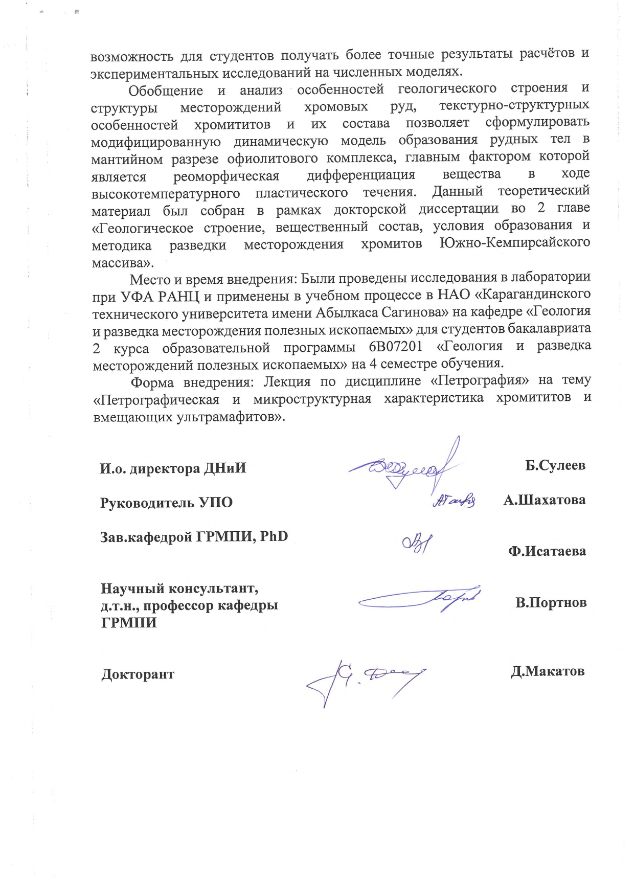 возможность для студентов получать более точные результаты расчётов и
экспериментальных исследований на численных моделях.
Обобщение и анализ особенностей геологического строения и
структуры месторождений хромовых руд, текстурно-структурных
особенностей хромититов и их состава позволяет сформулировать
модифицированную динамическую модель образования рудных тел в
мантийном разрезе офиолитового комплекса, главным фактором которой
является реоморфическая дифференциация вещества в ходе
высокотемпературного пластического течения. Данный теоретический
материал был собран в рамках докторской диссертации во 2 главе
«Геологическое строение, вещественный состав, условия образования и
методика разведки месторождения хромитов Южно-Кемпирсайского
массива».
Место и время внедрения: Были проведены исследования в лаборатории
при УФА РАНЦ и применены в учебном процессе в НАО «Карагандинского
технического университета имени Абылкаса Сагинова» на кафедре «Геология
и разведка месторождения полезных ископаемых» для студентов бакалавриата
2 курса образовательной программы 6В07201 «Геология и разведка
месторождений полезных ископаемых» на 4 семестре обучения.
Форма внедрения: Лекция по дисциплине «Петрография» на тему
«Петрографическая и микроструктурная характеристика хромититов и
вмещающих ультрамафитов».
И.о. директора ДНиИ Б.Сулеев
Руководитель УПО А.Шахатова
Зав.кафедрой ГРМПИ, PhD
Ф.Исатаева
Научный консультант,
д.т.н., профессор кафедры В.Портнов
ГРМПИ
Докторант Д.Макатов